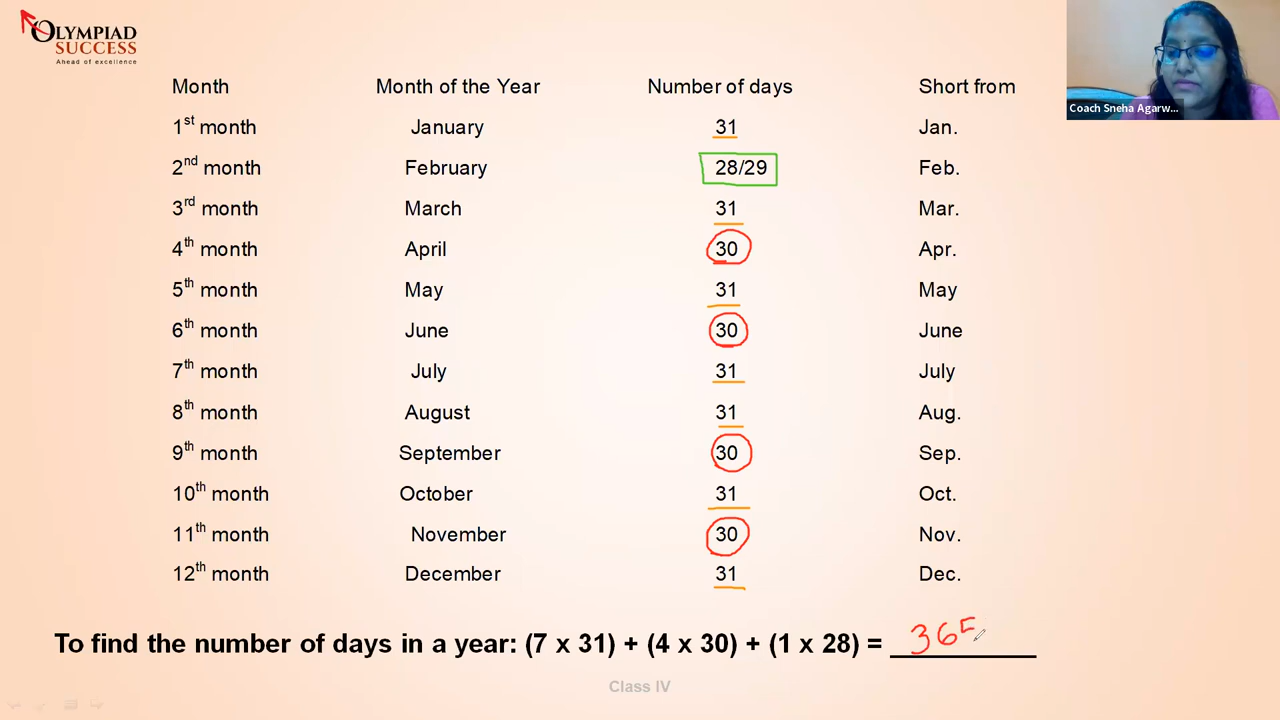 OLYMPIAD
SUCCESS
Ahead of excellence
Coach Sneha Agarw...
Month Month of the Year Number of days Short from
1st month January 31 Jan.
2nd month February 28/29 Feb.
3rd month March 31 Mar.
4th month April 30 Apr.
5th month May 31 May
6th month June 30 June
7th month July 31 July
8th month August 31 Aug.
9th month September 30 Sep.
10th month October 31 Oct.
11th month November 30 Nov.
12th month December 31 Dec.
To find the number of days in a year: (7 x 31) + (4 x 30) + (1 x 28) = 365
Class IV